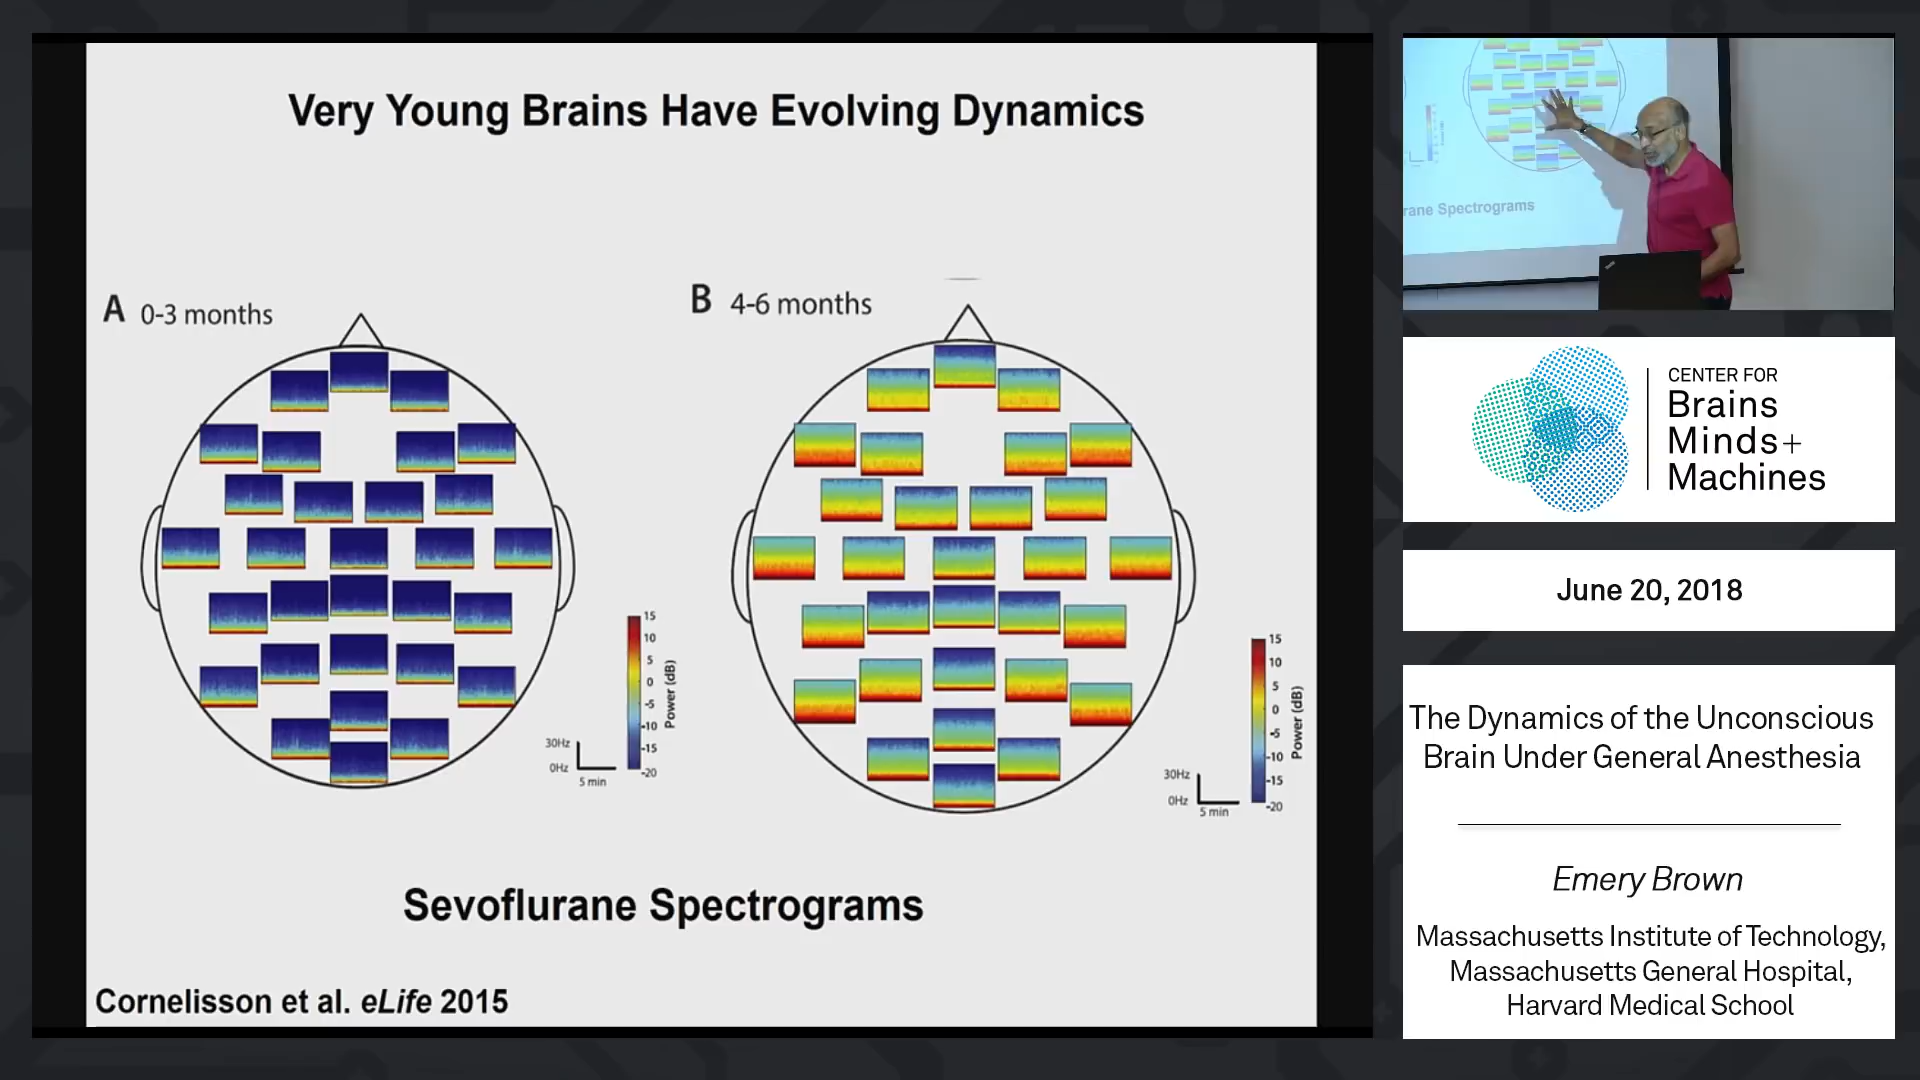 Very Young Brains Have Evolving Dynamics
A 0-3 months
B 4-6 months
15
10
5
0
-5
-10
-15
-20
Power (dB)
30Hz
0Hz
5 min
15
10
5
0
-5
-10
-15
-20
Power (dB)
30Hz
0Hz
5 min
Sevoflurane Spectrograms
Cornelisson et al. eLife 2015
rane Spectrograms
CENTER FOR
Brains
Minds+
Machines
June 20, 2018
The Dynamics of the Unconscious
Brain Under General Anesthesia
Emery Brown
Massachusetts Institute of Technology,
Massachusetts General Hospital,
Harvard Medical School